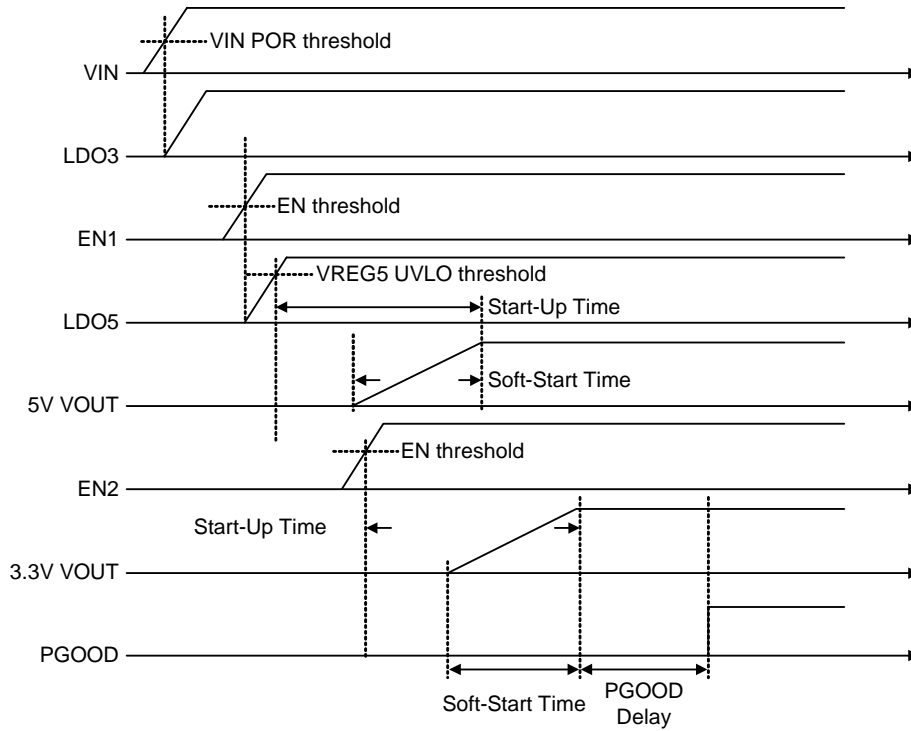 VIN POR threshold
VIN
LDO3
EN threshold
EN1
VREG5 UVLO threshold
Start-Up Time
LDO5
Soft-Start Time
5V VOUT
EN threshold
EN2
Start-Up Time
3.3V VOUT
PGOOD
Soft-Start Time
PGOOD
Delay